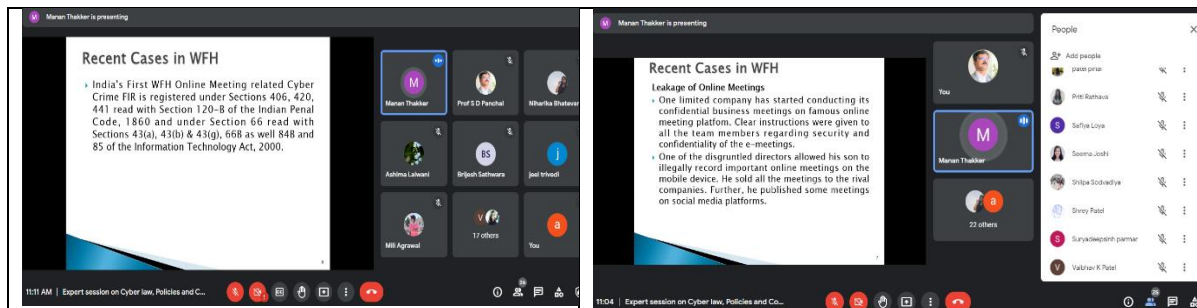 Manan Thakker is presenting
Recent Cases in WFH
India's First WFH Online Meeting related Cyber
Crime FIR is registered under Sections 406, 420,
441 read with Section 120-B of the Indian Penal
Code, 1860 and under Section 66 read with
Sections 43(a), 43(b) & 43(g), 66B as well 84B and
85 of the Information Technology Act, 2000.
M
Manan Thakker
Prof S D Panchal
Niharika Bhatevar
Ashima Lalwani
BS
Brijesh Sathwara
j
joel trivedi
Mili Agrawal
V
17 others
a
You
11:11 AM | Expert session on Cyber law, Policies and C...
26
Manan Thakker is presenting
Recent Cases in WFH
Leakage of Online Meetings
One limited company has started conducting its
confidential business meetings on famous online
meeting platfom. Clear instructions were given to
all the team members regarding security and
confidentiality of the e-meetings.
One of the disgruntled directors allowed his son to
illegally record important online meetings on the
mobile device. He sold all the meetings to the rival
companies. Further, he published some meetings
on social media platforms.
7
You
M
Manan Thakker
a
22 others
People
Add people
Priti Rathava
S
Safiya Loya
Seema Joshi
Shilpa Sodvadiya
Shrey Patel
S
Suryadeepsinh parmar
V
Vaibhav K Patel
11:04 | Expert session on Cyber law, Policies and Co...